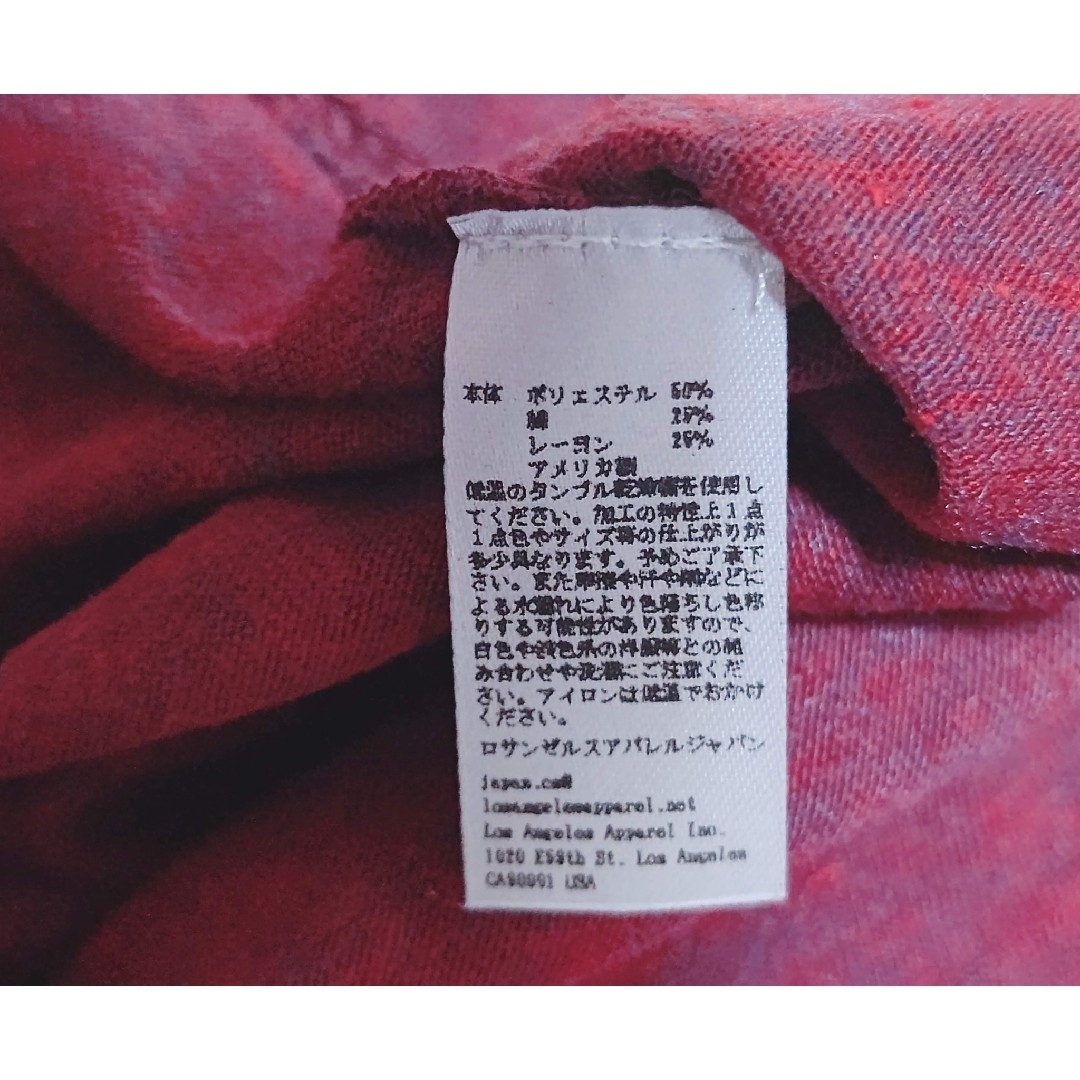 本体 ポリエステル 50%
綿 25%
レーヨン 25%
アメリカ製
低温のタンブル乾燥機を使用し
てください。加工の特性上1点
1点色やサイズ等の仕上がりが
多少異なります。予めご了承下
さい。また摩擦や汗や雨などに
よる水濡れにより色落ちし色移
りする可能性がありますので、
白色や淡色系の洋服等との組
み合わせや洗濯にご注意くだ
さい。アイロンは低温でおかけ
ください。
ロサンゼルスアパレルジャパン
japan.cs@
losangelesapparel.net
Los Angeles Apparel Inc.
1020 E59th St. Los Angeles
CA90001 USA